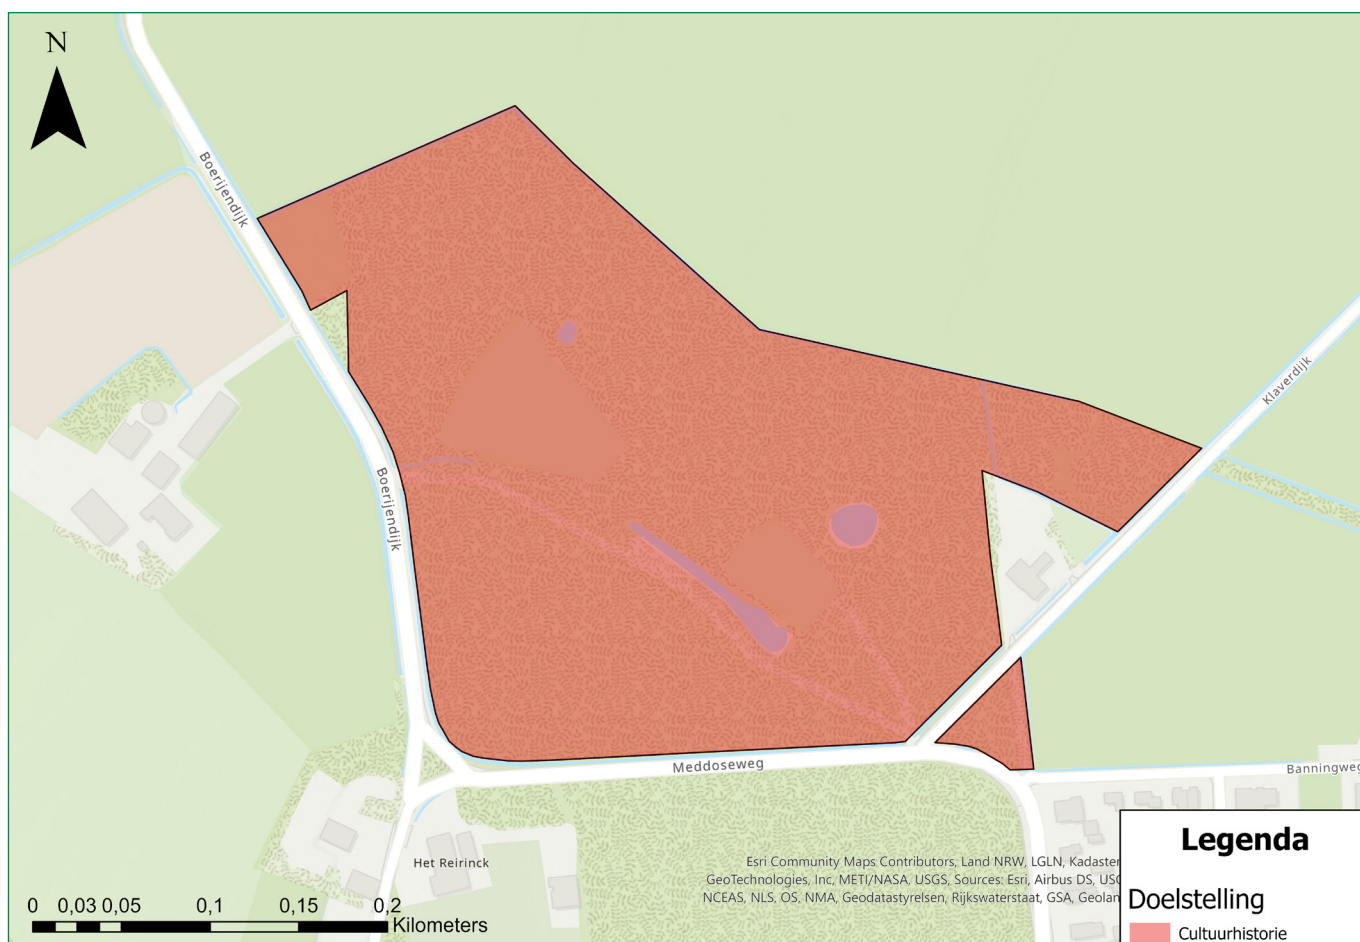 N
Boerijendijk
Boerijendijk
Klaverdijk
Meddoseweg
Banningweg
Het Reirinck
Esri Community Maps Contributors, Land NRW, LGLN, Kadaster
GeoTechnologies, Inc, METI/NASA, USGS, Sources: Esri, Airbus DS, USG
NCEAS, NLS, OS, NMA, Geodatastyrelsen, Rijkswaterstaat, GSA, Geolan
0 0,03 0,05 0,1 0,15 0,2
Kilometers
Legenda
Doelstelling
Cultuurhistorie